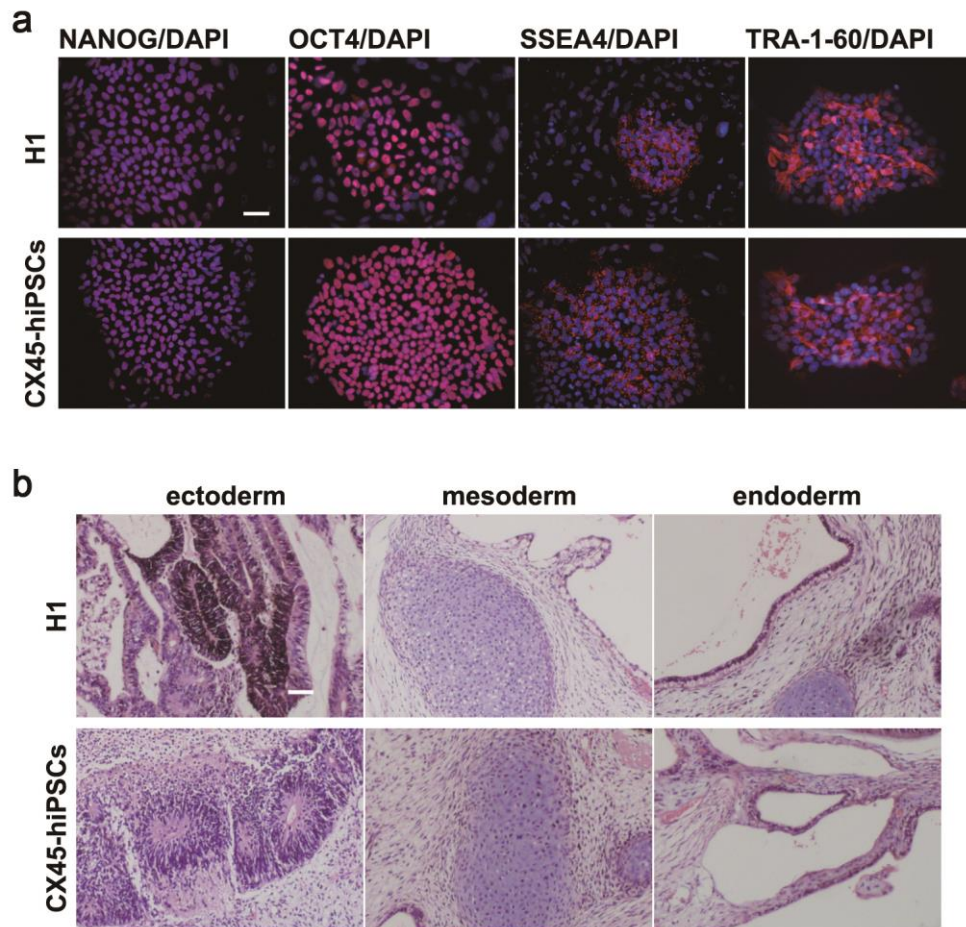 a
NANOG/DAPI OCT4/DAPI SSEA4/DAPI TRA-1-60/DAPI
H1
CX45-hiPSCs
b
ectoderm mesoderm endoderm
H1
CX45-hiPSCs